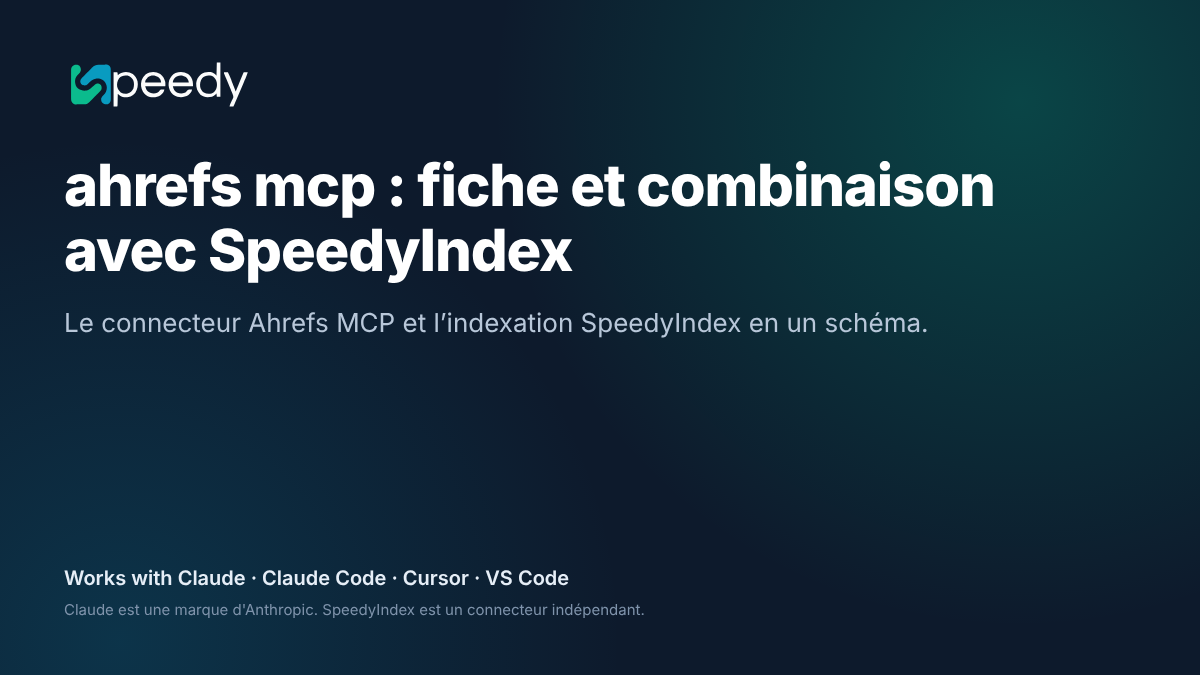 Speedy
ahrefs mcp : fiche et combinaison
avec SpeedyIndex
Le connecteur Ahrefs MCP et l’indexation SpeedyIndex en un schéma.
Works with Claude · Claude Code · Cursor · VS Code
Claude est une marque d'Anthropic. SpeedyIndex est un connecteur indépendant.